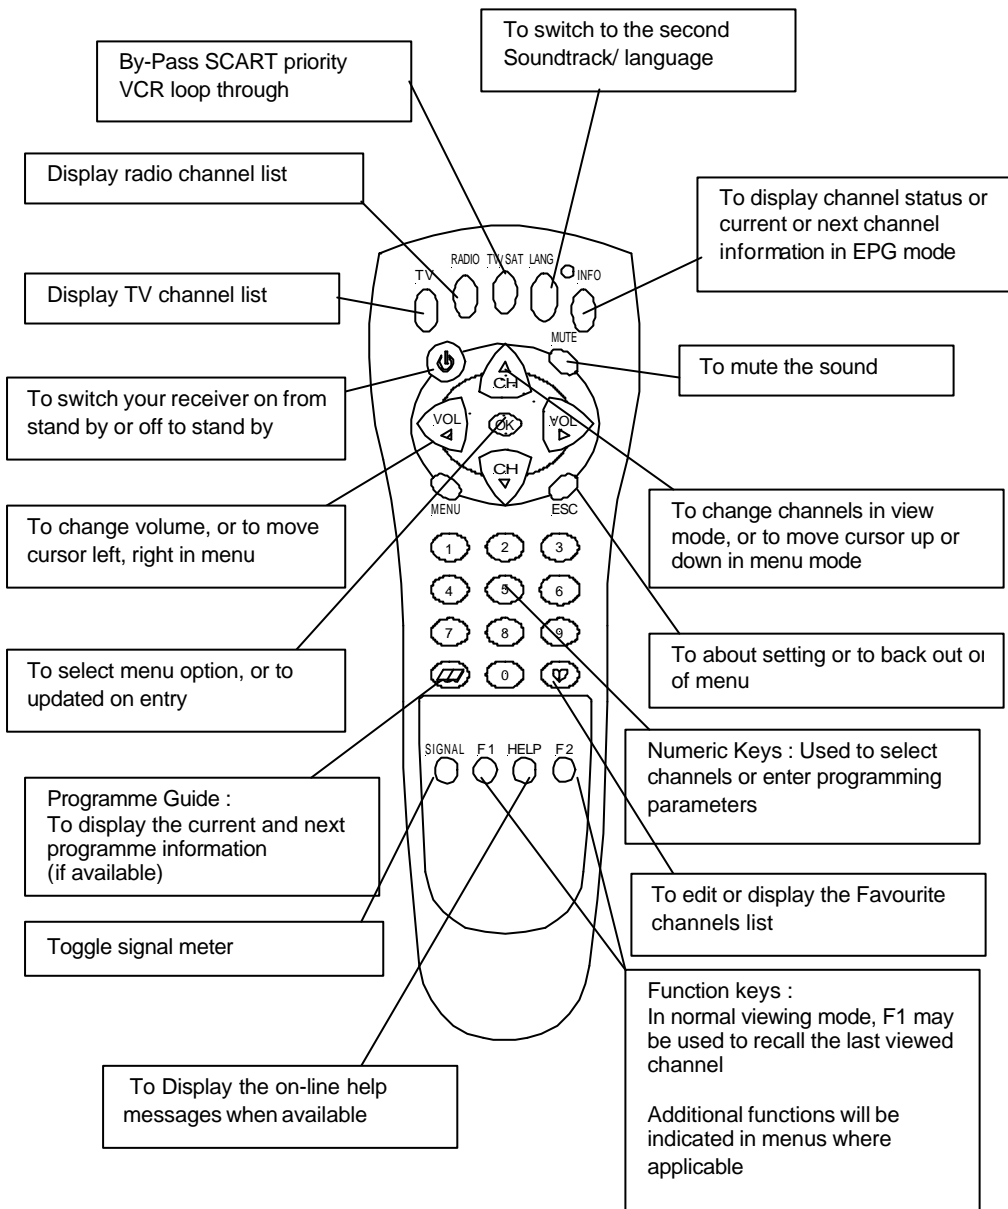 To switch to the second
Soundtrack/ language
By-Pass SCART priority
VCR loop through
Display radio channel list
To display channel status or
current or next channel
information in EPG mode
Display TV channel list
TV
RADIO
TV/SAT
LANG
INFO
MUTE
To mute the sound
To switch your receiver on from
stand by or off to stand by
CH
VOL
OK
VOL
CH
MENU
ESC
To change volume, or to move
cursor left, right in menu
To change channels in view
mode, or to move cursor up or
down in menu mode
1
2
3
4
5
6
7
8
9
0
To select menu option, or to
updated on entry
To about setting or to back out or
of menu
SIGNAL
F1
HELP
F2
Numeric Keys : Used to select
channels or enter programming
parameters
Programme Guide :
To display the current and next
programme information
(if available)
To edit or display the Favourite
channels list
Toggle signal meter
Function keys :
In normal viewing mode, F1 may
be used to recall the last viewed
channel
Additional functions will be
indicated in menus where
applicable
To Display the on-line help
messages when available